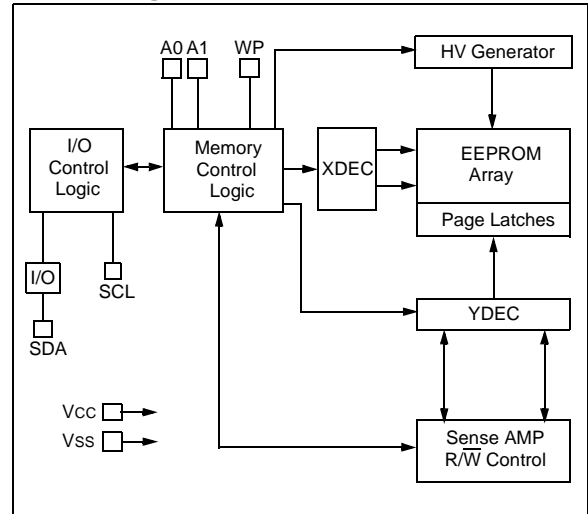 A0 A1
WP
HV Generator
I/O
Control
Logic
Memory
Control
Logic
XDEC
EEPROM
Array
Page Latches
I/O
SCL
SDA
YDEC
VCC
VSS
Sense AMP
R/W̅ Control